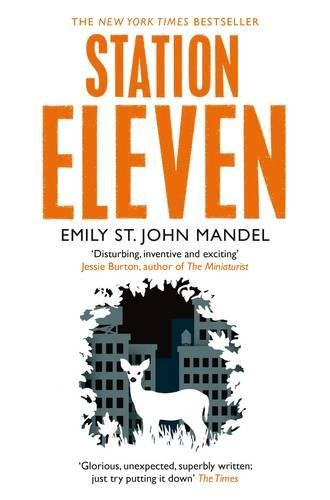 THE NEW YORK TIMES BESTSELLER
STATION
ELEVEN
EMILY ST. JOHN MANDEL
‘Disturbing, inventive and exciting’
Jessie Burton, author of The Miniaturist
‘Glorious, unexpected, superbly written;
just try putting it down’ The Times